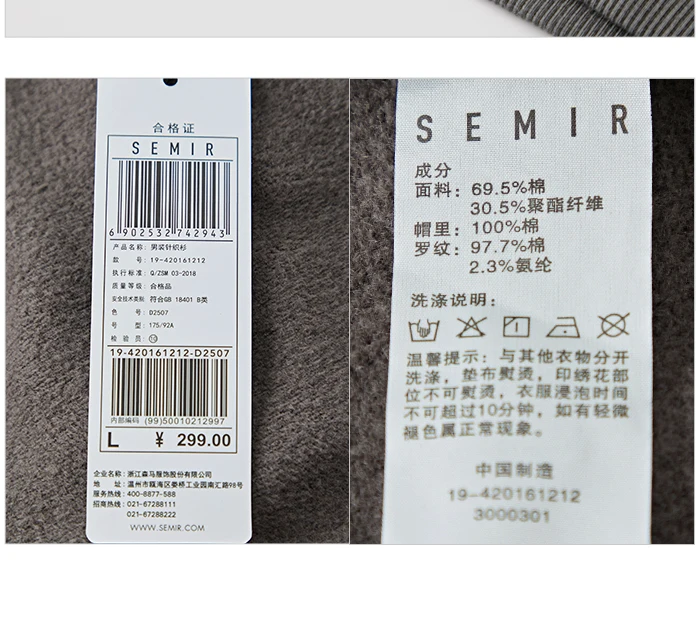 合格证
SEMIR
6 902532 742943
产品名称: 男装针织衫
款 号: 19-420161212
执行标准: Q/ZSM 03-2018
质量等级: 合格品
安全技术类别: 符合GB 18401 B类
色 号: D2507
号 型: 175/92A
检 验 员: 
19-420161212-D2507
内部编码 (99)50010212997
L ¥ 299.00
企业名称: 浙江森马服饰股份有限公司
地 址: 温州市瓯海区娄桥工业园南汇路98号
服务热线: 400-8877-588
招商热线: 021-67288111
021-67288222
WWW.SEMIR.COM
SEMIR
成分
面料: 69.5%棉
30.5%聚酯纤维
帽里: 100%棉
罗纹: 97.7%棉
2.3%氨纶
洗涤说明:
温馨提示: 与其他衣物分开
洗涤, 垫布熨烫, 印绣花部
位不可熨烫, 衣服浸泡时间
不可超过10分钟, 如有轻微
褪色属正常现象。
中国制造
19-420161212
3000301